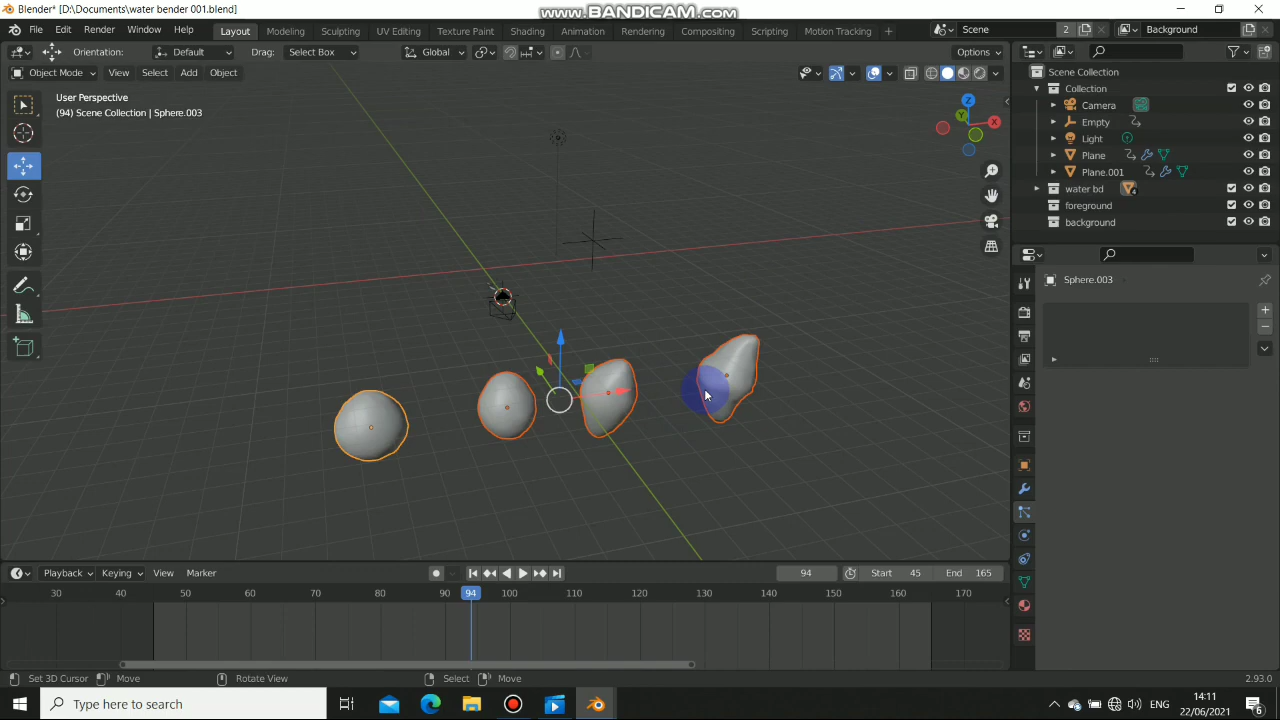 Blender* [D:\Documents\water bender 001.blend]
www.BANDICAM.com
File Edit Render Window Help Layout Modeling Sculpting UV Editing Texture Paint Shading Animation Rendering Compositing Scripting Motion Tracking + Scene 2 Background
Orientation: Default Drag: Select Box Global Options
Object Mode View Select Add Object
User Perspective
(94) Scene Collection | Sphere.003
Z
Y
X
Scene Collection
Collection
Camera
Empty
Light
Plane
Plane.001
water bd 4
foreground
background
Sphere.003
Playback Keying View Marker 94 Start 45 End 165
30 40 50 60 70 80 90 94 100 110 120 130 140 150 160 170
Set 3D Cursor Move Rotate View Select Move 2.93.0
Type here to search
ENG
14:11
22/06/2021
6